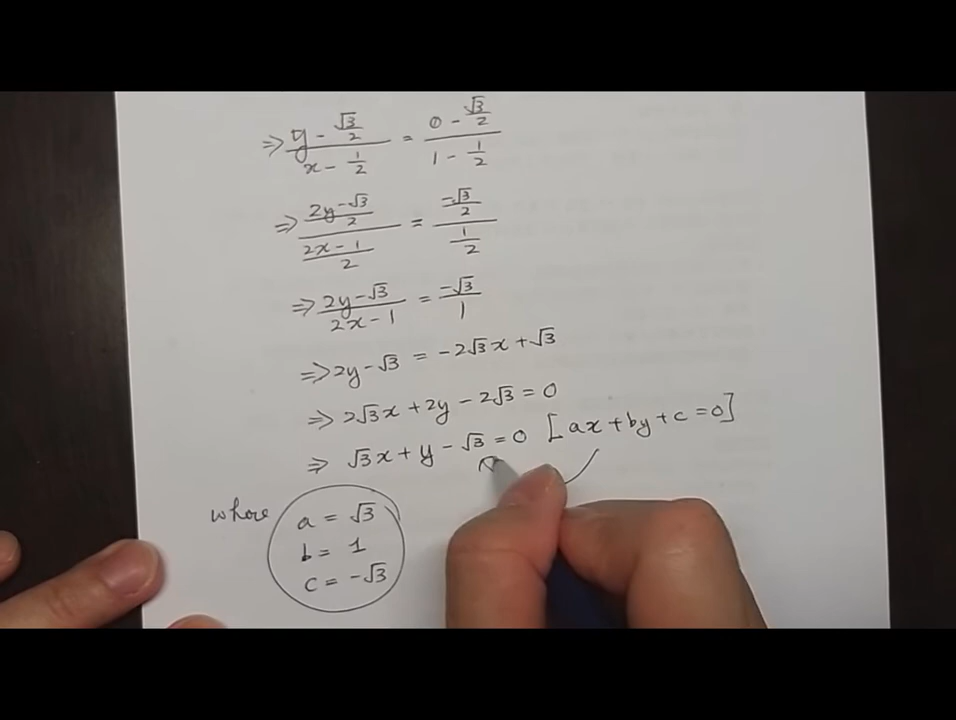 ⇒ (y - √3/2)/(x - 1/2) = (0 - √3/2)/(1 - 1/2)
⇒ ((2y-√3)/2)/((2x-1)/2) = (-√3/2)/(1/2)
⇒ (2y-√3)/(2x-1) = -√3/1
⇒ 2y-√3 = -2√3x+√3
⇒ 2√3x+2y-2√3=0
⇒ √3x+y-√3=0 [ax+by+c=0]
where a = √3
b = 1
c = -√3